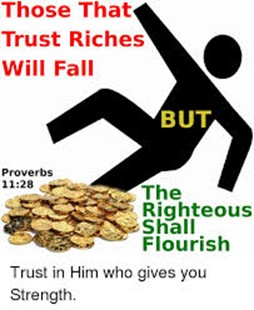 Those That
Trust Riches
Will Fall
BUT
Proverbs
11:28
The
Righteous
Shall
Flourish
Trust in Him who gives you
Strength.